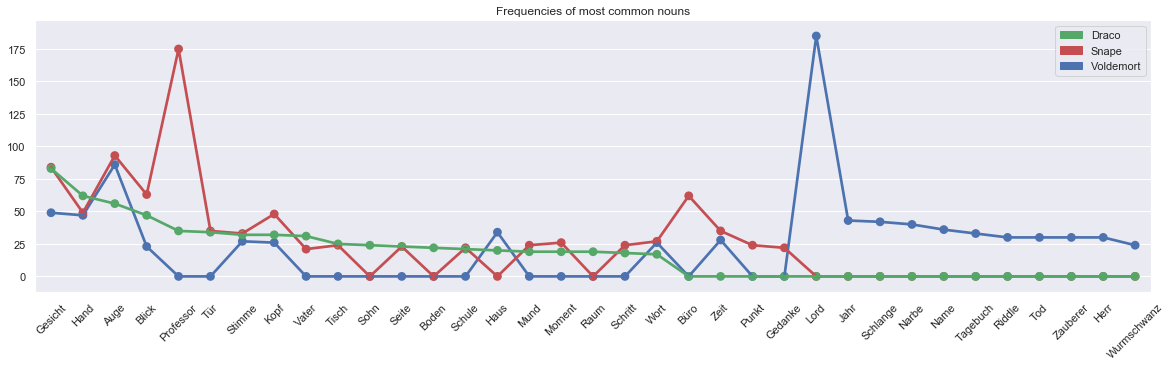 Frequencies of most common nouns
Draco
Snape
Voldemort
175
150
125
100
75
50
25
0
Gesicht
Hand
Auge
Blick
Professor
Tür
Stimme
Kopf
Vater
Tisch
Sohn
Seite
Boden
Schule
Haus
Mund
Moment
Raum
Schritt
Wort
Büro
Zeit
Punkt
Gedanke
Lord
Jahr
Schlange
Narbe
Name
Tagebuch
Riddle
Tod
Zauberer
Herr
Wurmschwanz